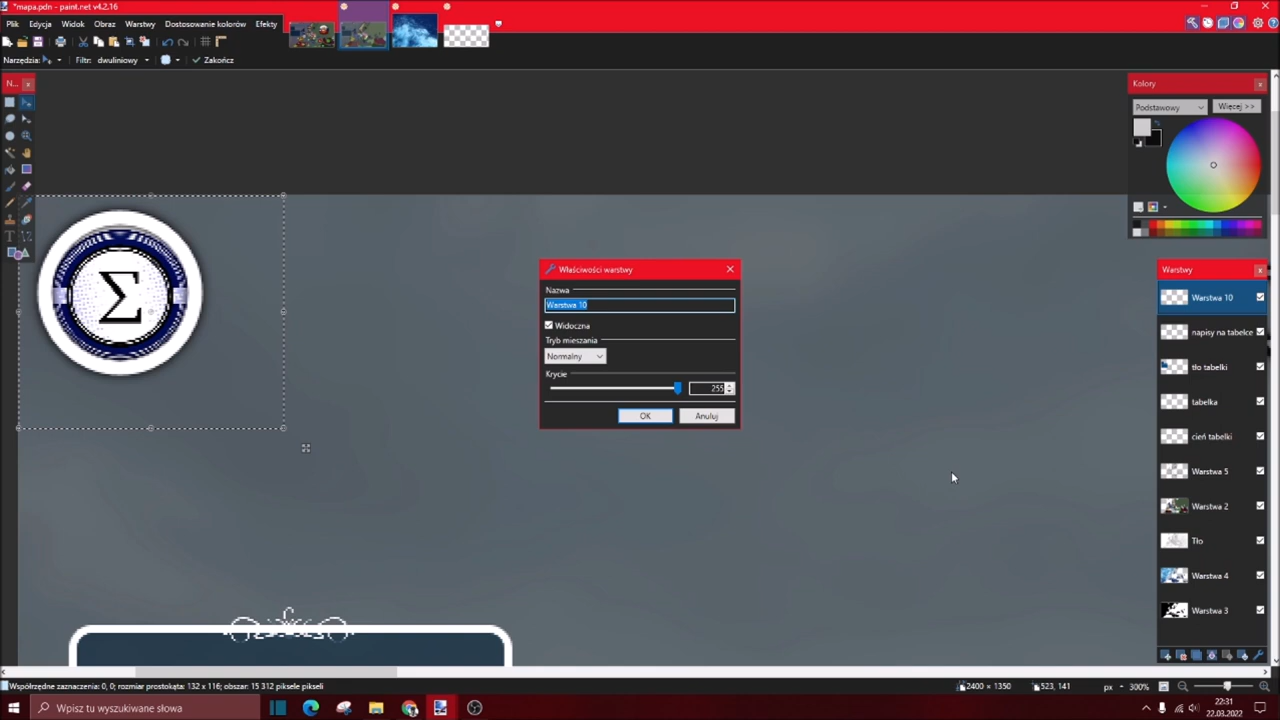 *mapa.pdn - paint.net v4.2.16
Plik Edycja Widok Obraz Warstwy Dostosowanie kolorów Efekty
Narzędzia: Filtr: dwuliniowy Zakończ
N...
Σ
Kolory
Podstawowy Więcej >>
Właściwości warstwy
Nazwa
Warstwa 10
Widoczna
Tryb mieszania
Normalny
Krycie
255
OK Anuluj
Warstwy
Warstwa 10
napisy na tabelce
tło tabelki
tabelka
cień tabelki
Warstwa 5
Warstwa 2
Tło
Warstwa 4
Warstwa 3
Współrzędne zaznaczenia: 0, 0; rozmiar prostokąta: 132 x 116; obszar: 15 312 piksele pikseli 2400 × 1350 523, 141 px 300%
Wpisz tu wyszukiwane słowa
22:31
22.03.2022